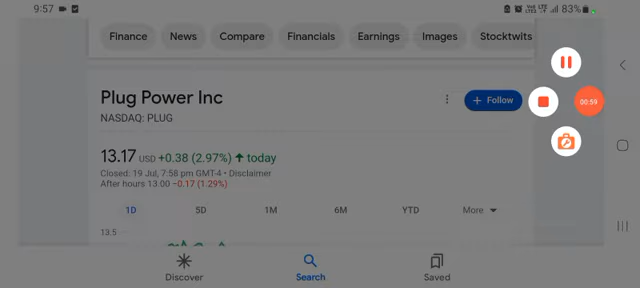 9:57 83%
Finance News Compare Financials Earnings Images Stocktwits
Plug Power Inc
+ Follow
NASDAQ: PLUG
00:59
13.17 USD +0.38 (2.97%) ↑ today
Closed: 19 Jul, 7:58 pm GMT-4 • Disclaimer
After hours 13.00 −0.17 (1.29%)
1D 5D 1M 6M YTD More
13.5
Discover Search Saved